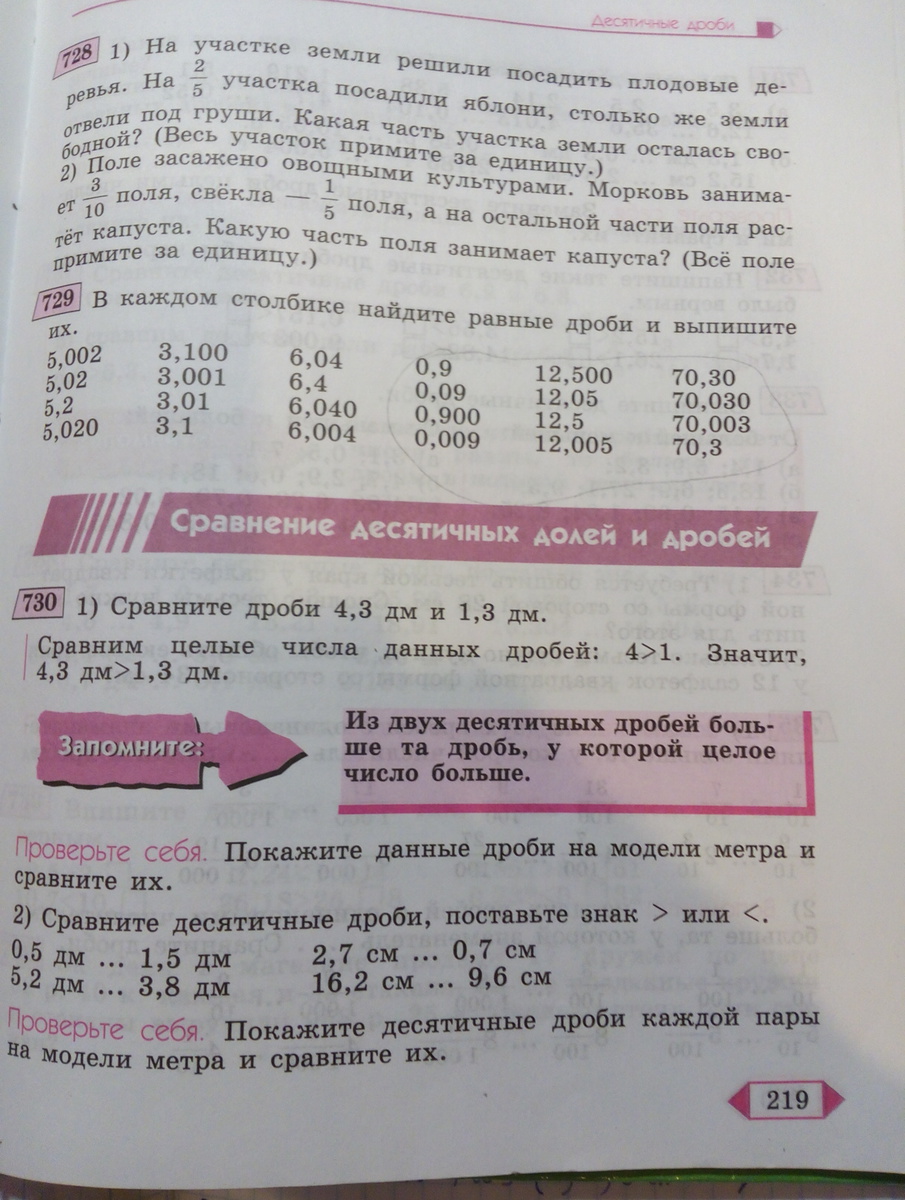 Десятичные дроби
728 1) На участке земли решили посадить плодовые де-
ревья. На 2/5 участка посадили яблони, столько же земли
отвели под груши. Какая часть участка земли осталась сво-
бодной? (Весь участок примите за единицу.)
2) Поле засажено овощными культурами. Морковь занима-
ет 3/10 поля, свёкла — 1/5 поля, а на остальной части поля рас-
тёт капуста. Какую часть поля занимает капуста? (Всё поле
примите за единицу.)
729 В каждом столбике найдите равные дроби и выпишите
их.
5,002 3,100 6,04 0,9 12,500 70,30
5,02 3,001 6,4 0,09 12,05 70,030
5,2 3,01 6,040 0,900 12,5 70,003
5,020 3,1 6,004 0,009 12,005 70,3
Сравнение десятичных долей и дробей
730 1) Сравните дроби 4,3 дм и 1,3 дм.
Сравним целые числа данных дробей: 4>1. Значит,
4,3 дм>1,3 дм.
Запомните:
Из двух десятичных дробей боль-
ше та дробь, у которой целое
число больше.
Проверьте себя. Покажите данные дроби на модели метра и
сравните их.
2) Сравните десятичные дроби, поставьте знак > или <.
0,5 дм ... 1,5 дм 2,7 см ... 0,7 см
5,2 дм ... 3,8 дм 16,2 см ... 9,6 см
Проверьте себя. Покажите десятичные дроби каждой пары
на модели метра и сравните их.
219